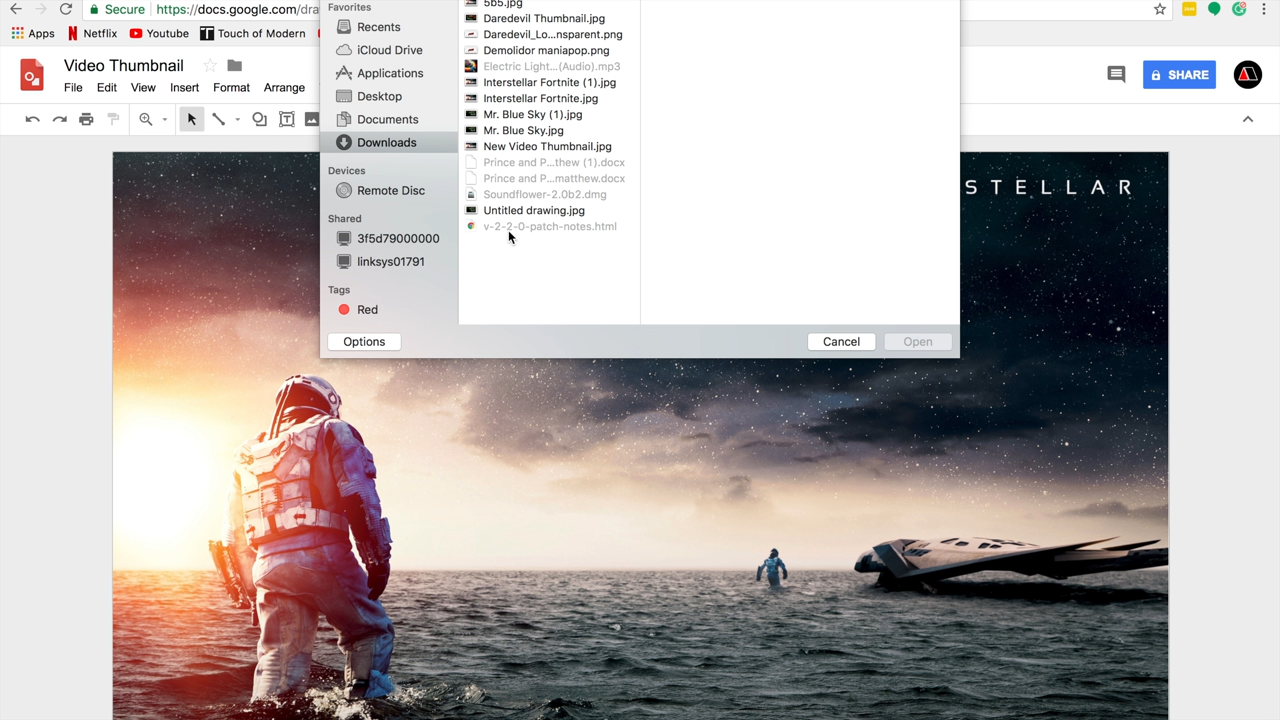 Secure
https://docs.google.com/dra
Apps
Netflix
YouTube
Touch of Modern
Video Thumbnail
File
Edit
View
Insert
Format
Arrange
SHARE
Favorites
Recents
iCloud Drive
Applications
Desktop
Documents
Downloads
Devices
Remote Disc
Shared
3f5d79000000
linksys01791
Tags
Red
5b5.jpg
Daredevil Thumbnail.jpg
Daredevil_Lo...nsparent.png
Demolidor maniapop.png
Electric Light...(Audio).mp3
Interstellar Fortnite (1).jpg
Interstellar Fortnite.jpg
Mr. Blue Sky (1).jpg
Mr. Blue Sky.jpg
New Video Thumbnail.jpg
Prince and P...thew (1).docx
Prince and P...matthew.docx
Soundflower-2.0b2.dmg
Untitled drawing.jpg
v-2-2-0-patch-notes.html
Options
Cancel
Open
STELLAR